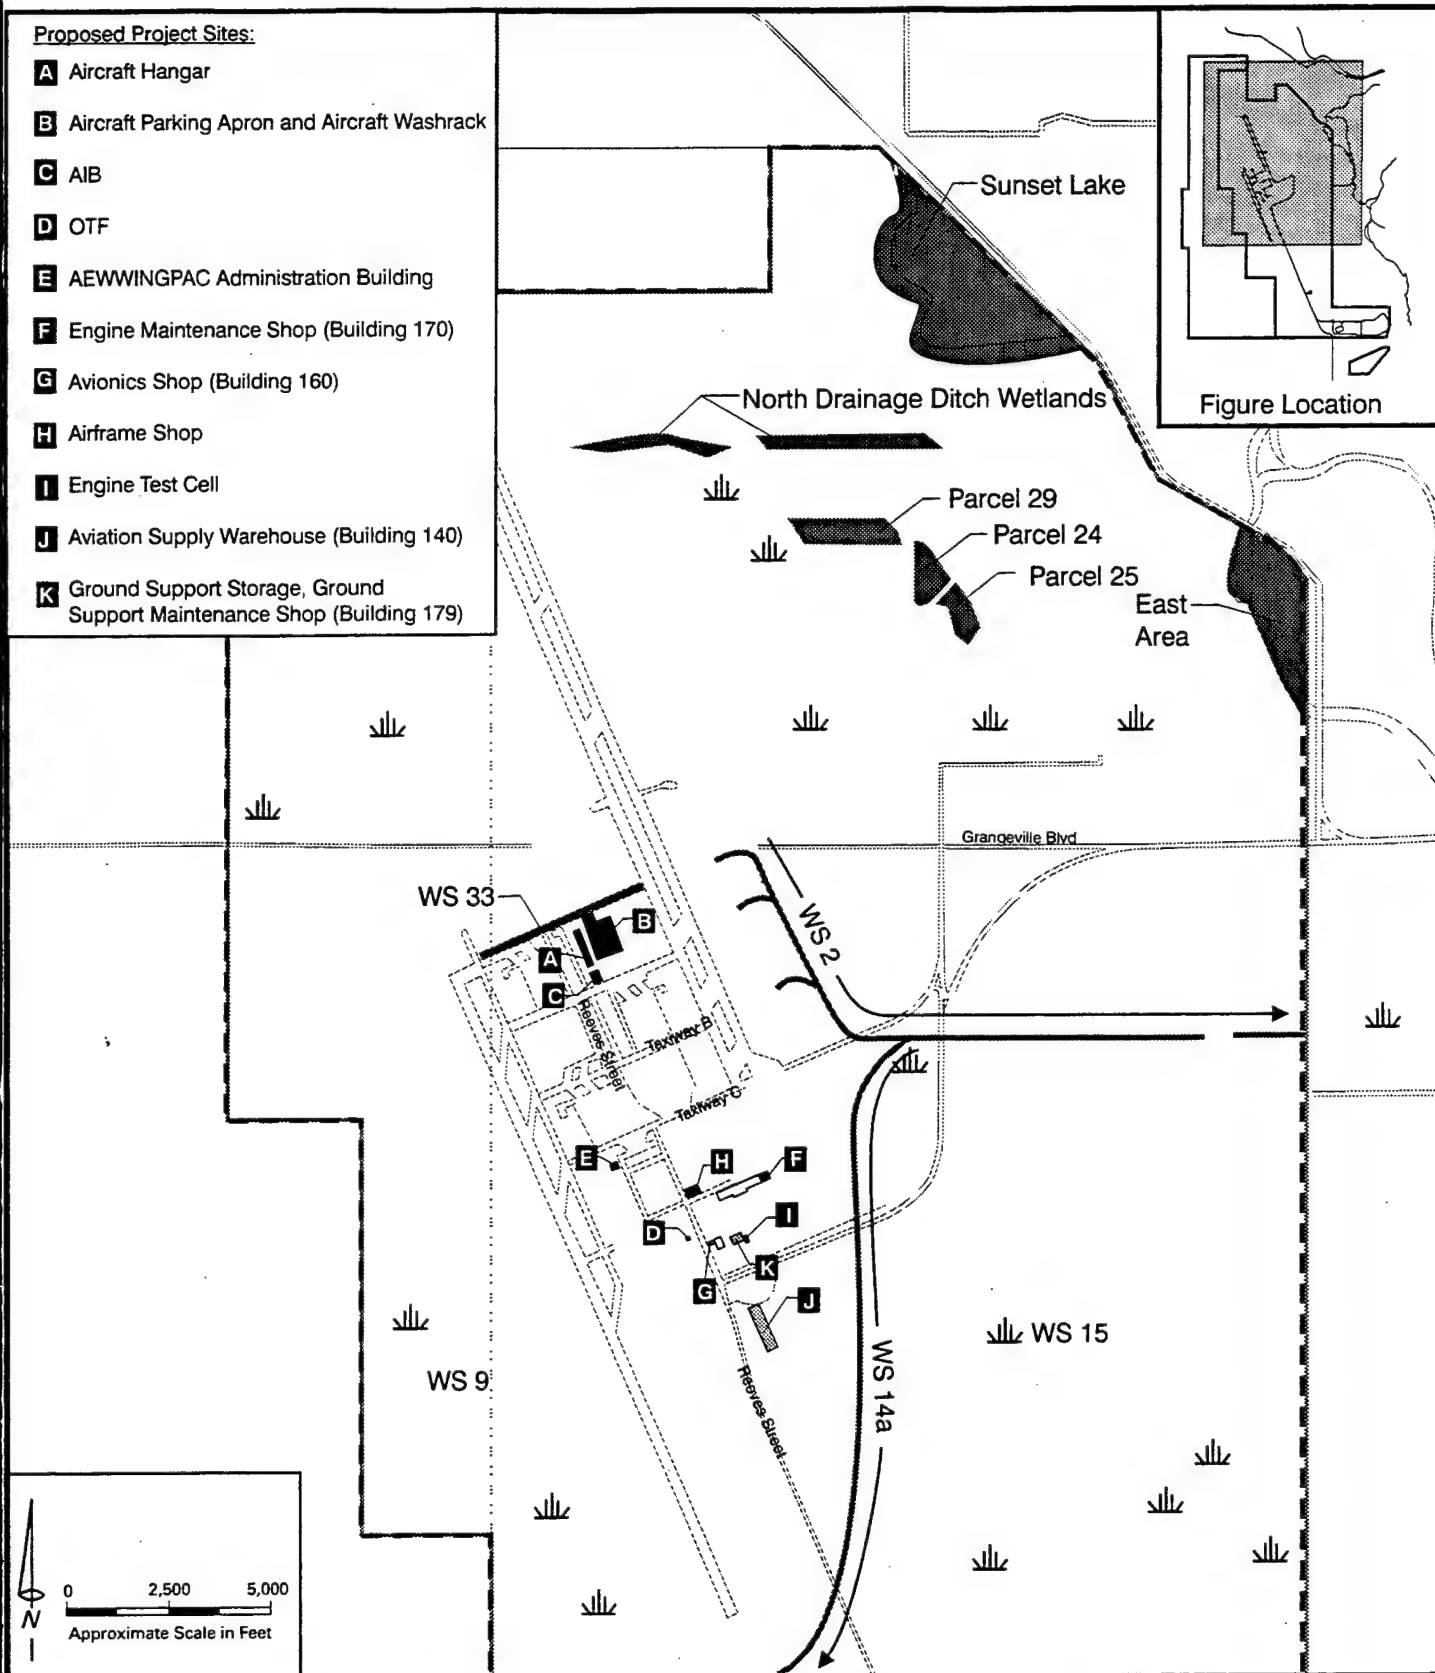 Proposed Project Sites:
A Aircraft Hangar
B Aircraft Parking Apron and Aircraft Washrack
C AIB
D OTF
E AEWWINGPAC Administration Building
F Engine Maintenance Shop (Building 170)
G Avionics Shop (Building 160)
H Airframe Shop
I Engine Test Cell
J Aviation Supply Warehouse (Building 140)
K Ground Support Storage, Ground
Support Maintenance Shop (Building 179)
Figure Location
Sunset Lake
North Drainage Ditch Wetlands
Parcel 29
Parcel 24
Parcel 25
East
Area
Grangeville Blvd
WS 33
B
A
C
WS 2
Reeves Street
Taxiway B
Taxiway C
E
H
F
D
I
K
G
J
WS 15
WS 9
WS 14a
Reeves Street
0 2,500 5,000
Approximate Scale in Feet
N